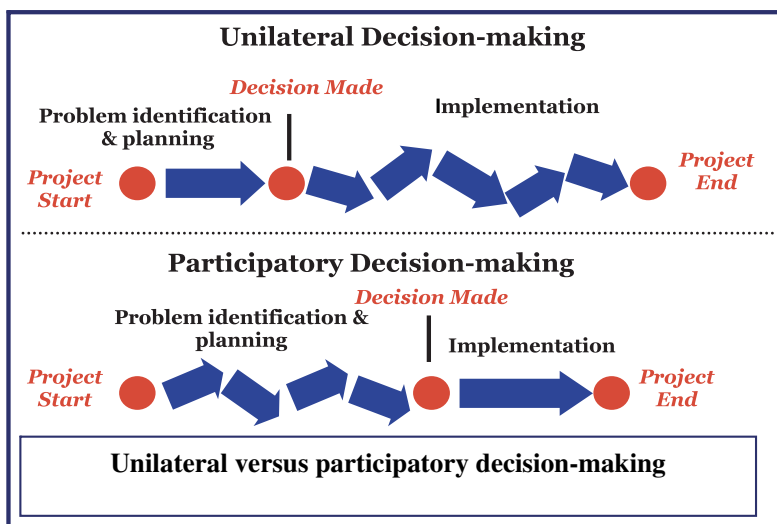 Unilateral Decision-making
Decision Made
Implementation
Problem identification
& planning
Project
Start
Project
End
Participatory Decision-making
Decision Made
Problem identification &
planning
Implementation
Project
Start
Project
End
Unilateral versus participatory decision-making